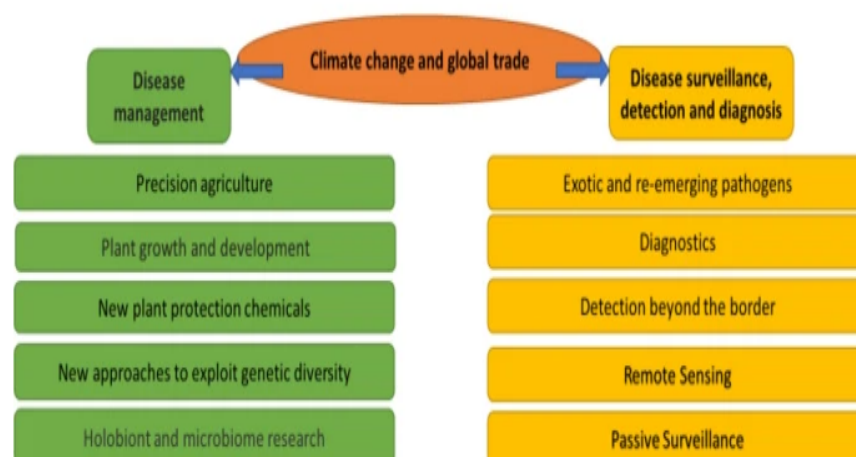 Climate change and global trade
Disease
management
Disease surveillance,
detection and diagnosis
Precision agriculture
Plant growth and development
New plant protection chemicals
New approaches to exploit genetic diversity
Holobiont and microbiome research
Exotic and re-emerging pathogens
Diagnostics
Detection beyond the border
Remote Sensing
Passive Surveillance